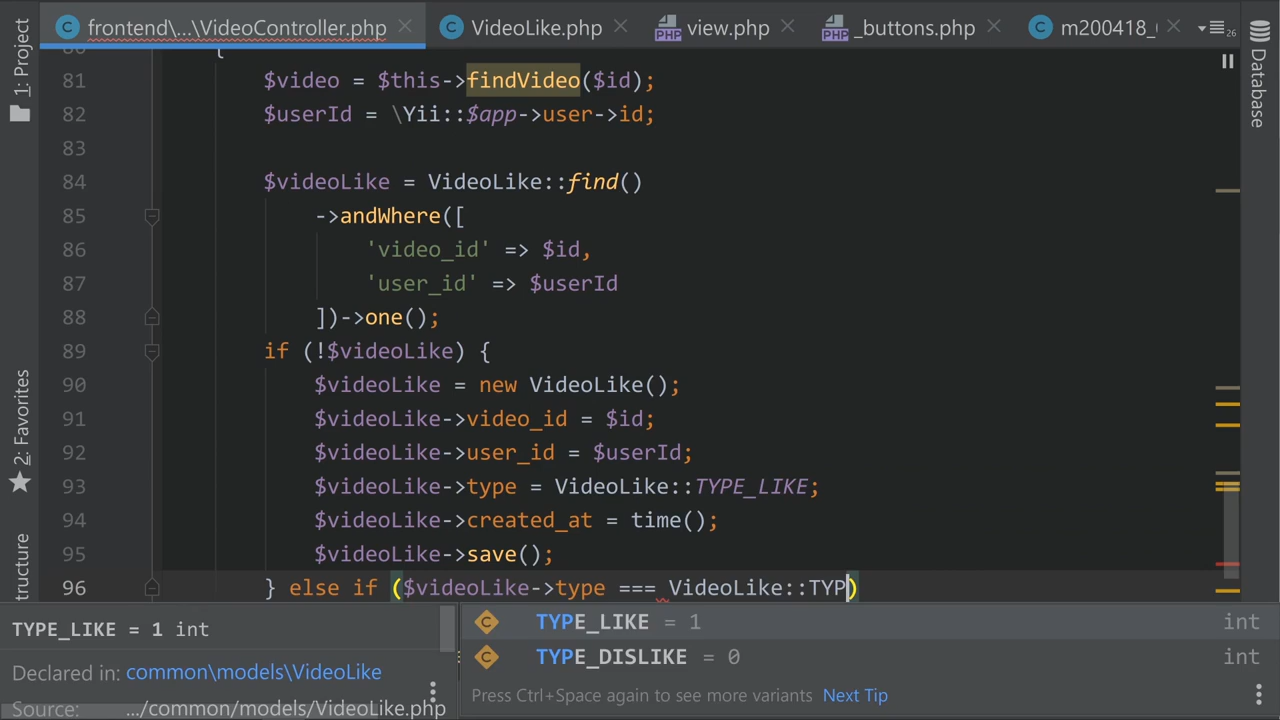 1: Project
frontend\...\VideoController.php
VideoLike.php
view.php
_buttons.php
m200418_
26
Database
81 $video = $this->findVideo($id);
82 $userId = \Yii::$app->user->id;
83
84 $videoLike = VideoLike::find()
85 ->andWhere([
86 'video_id' => $id,
87 'user_id' => $userId
88 ])->one();
89 if (!$videoLike) {
90 $videoLike = new VideoLike();
91 $videoLike->video_id = $id;
92 $videoLike->user_id = $userId;
93 $videoLike->type = VideoLike::TYPE_LIKE;
94 $videoLike->created_at = time();
95 $videoLike->save();
96 } else if ($videoLike->type === VideoLike::TYP)
2: Favorites
tructure
TYPE_LIKE = 1 int
Declared in: common\models\VideoLike
Source: .../common/models/VideoLike.php
TYPE_LIKE = 1 int
TYPE_DISLIKE = 0 int
Press Ctrl+Space again to see more variants Next Tip